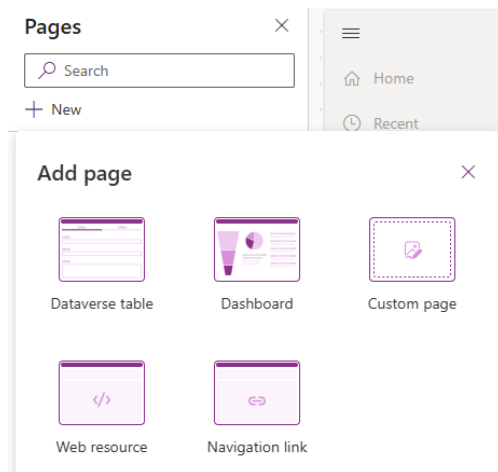 Pages
Search
New
Home
Recent
Add page
Dataverse table
Dashboard
Custom page
Web resource
Navigation link